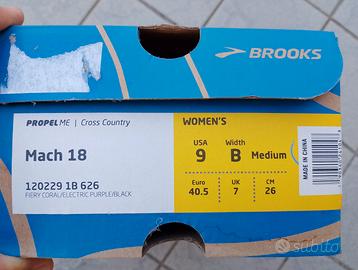 BROOKS
PROPEL ME | Cross Country
Mach 18
120229 1B 626
FIERY CORAL/ELECTRIC PURPLE/BLACK
WOMEN'S
USA Width
9 B Medium
Euro UK CM
40.5 7 26
MADE IN CHINA
subito